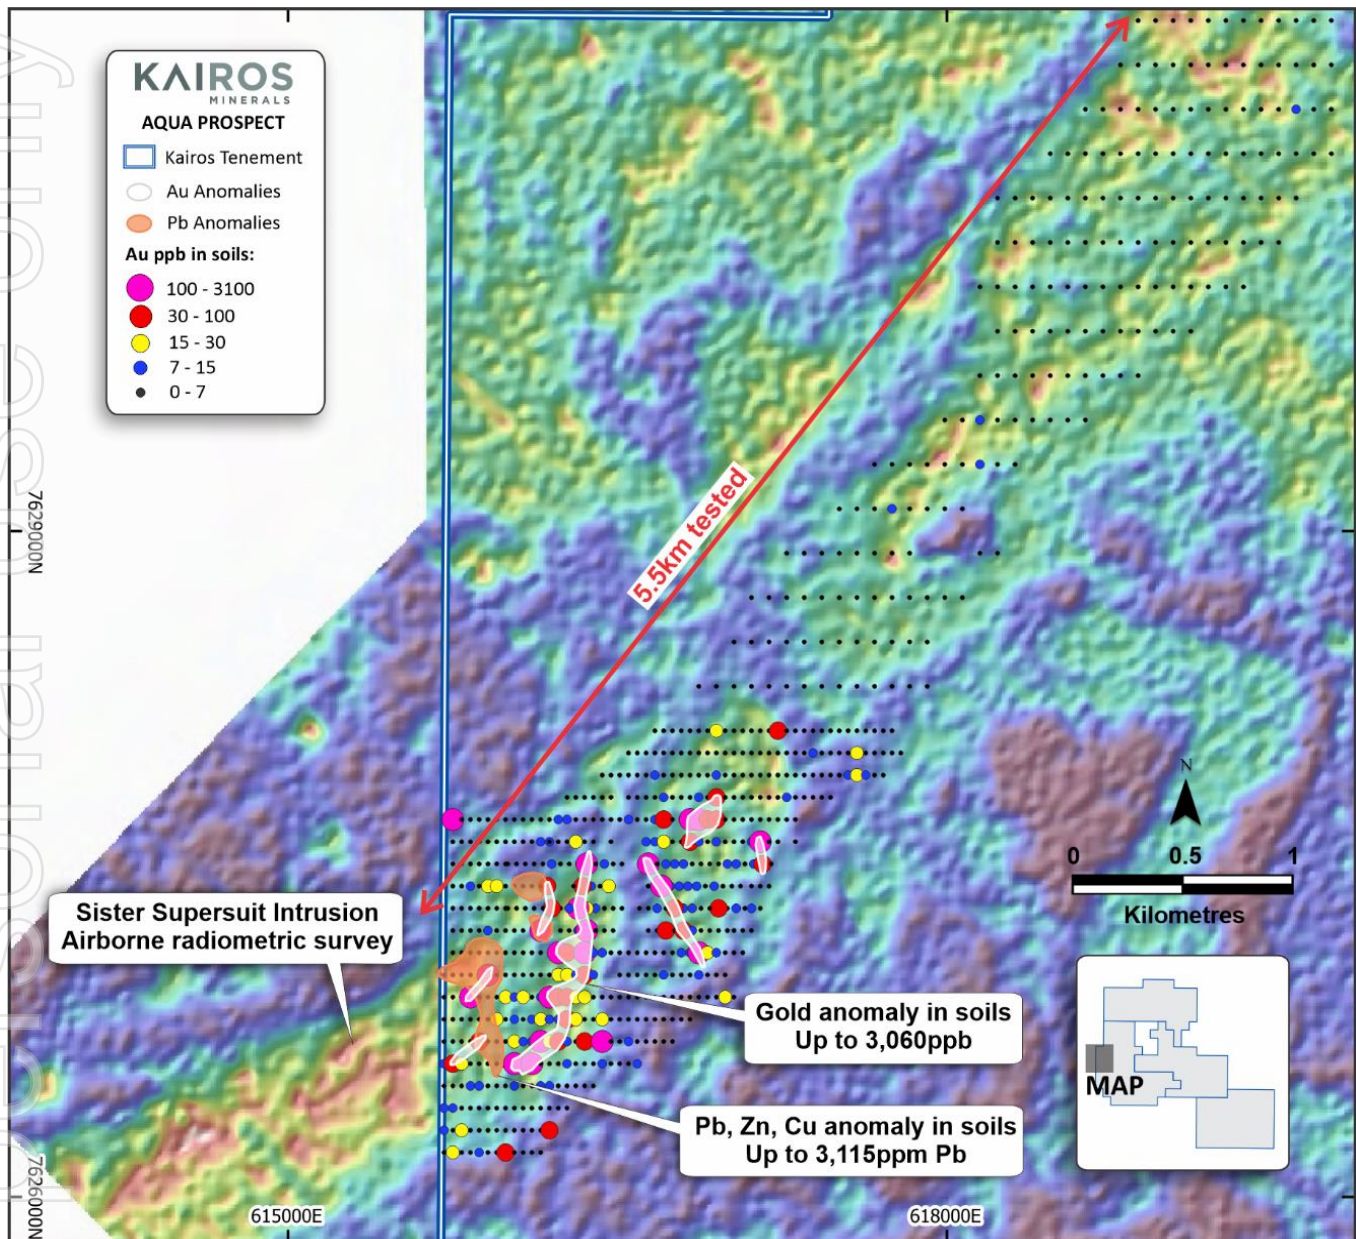 KAIROS
MINERALS
AQUA PROSPECT
Kairos Tenement
Au Anomalies
Pb Anomalies
Au ppb in soils:
100 - 3100
30 - 100
15 - 30
7 - 15
0 - 7
7629000N
5.5km tested
N
0 0.5 1
Kilometres
Sister Supersuit Intrusion
Airborne radiometric survey
Gold anomaly in soils
Up to 3,060ppb
MAP
Pb, Zn, Cu anomaly in soils
Up to 3,115ppm Pb
7626000N
615000E
618000E